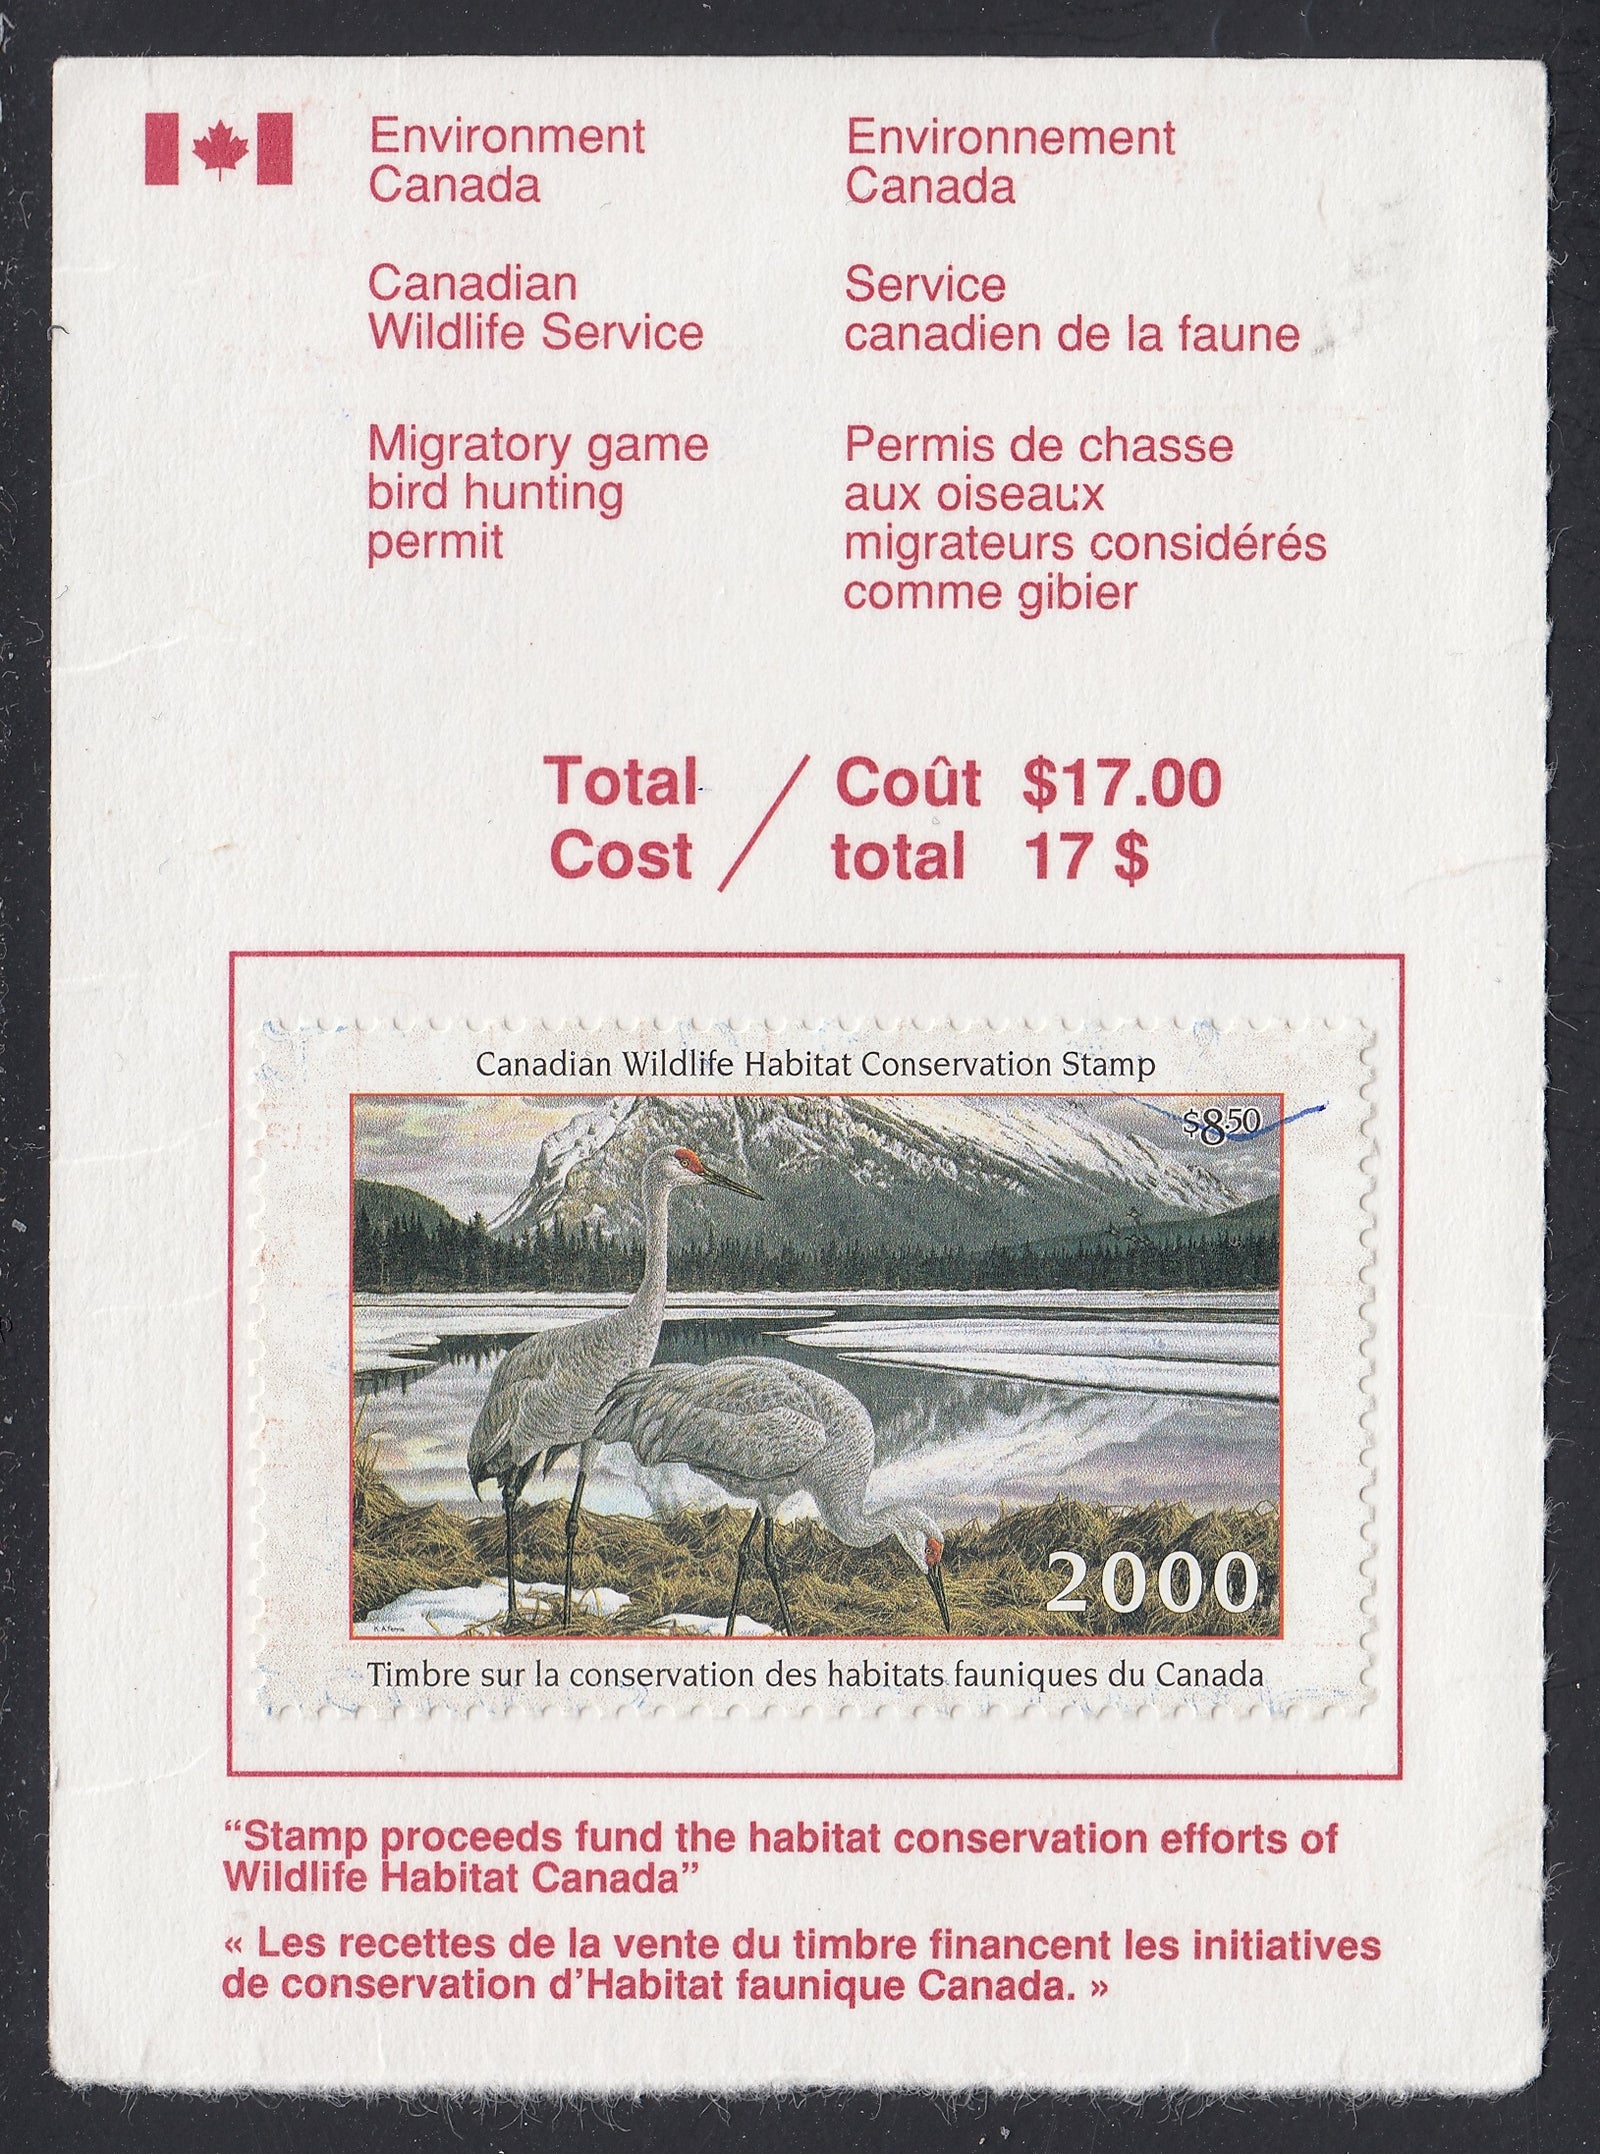 Environment
Canada
Environnement
Canada
Canadian
Wildlife Service
Service
canadien de la faune
Migratory game
bird hunting
permit
Permis de chasse
aux oiseaux
migrateurs considérés
comme gibier
Total
Cost
/
Coût $17.00
total 17 $
Canadian Wildlife Habitat Conservation Stamp
$8.50
2000
Timbre sur la conservation des habitats fauniques du Canada
“Stamp proceeds fund the habitat conservation efforts of
Wildlife Habitat Canada”
« Les recettes de la vente du timbre financent les initiatives
de conservation d’Habitat faunique Canada. »